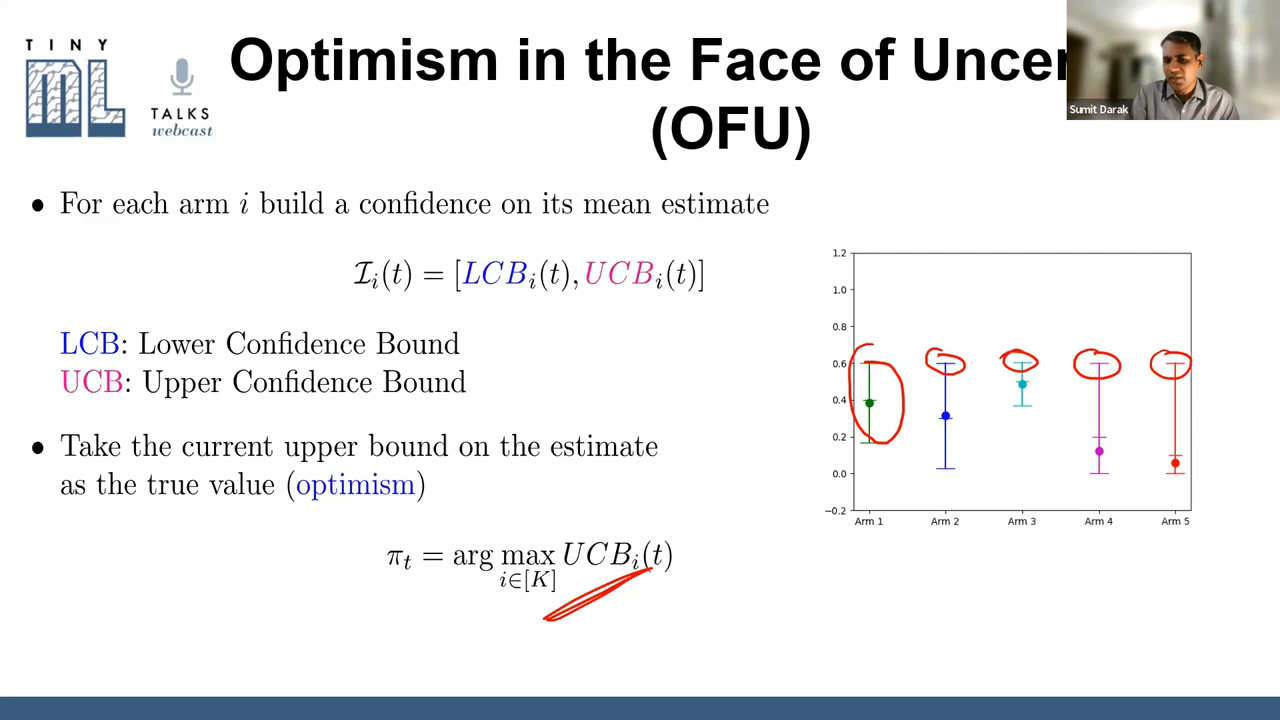 TINY
ML
TALKS
webcast
Optimism in the Face of Uncer
(OFU)
Sumit Darak
• For each arm i build a confidence on its mean estimate
𝓘ᵢ(t) = [LCBᵢ(t), UCBᵢ(t)]
LCB: Lower Confidence Bound
UCB: Upper Confidence Bound
• Take the current upper bound on the estimate
as the true value (optimism)
πₜ = arg max UCBᵢ(t)
i∈[K]
1.2
1.0
0.8
0.6
0.4
0.2
0.0
−0.2
Arm 1 Arm 2 Arm 3 Arm 4 Arm 5